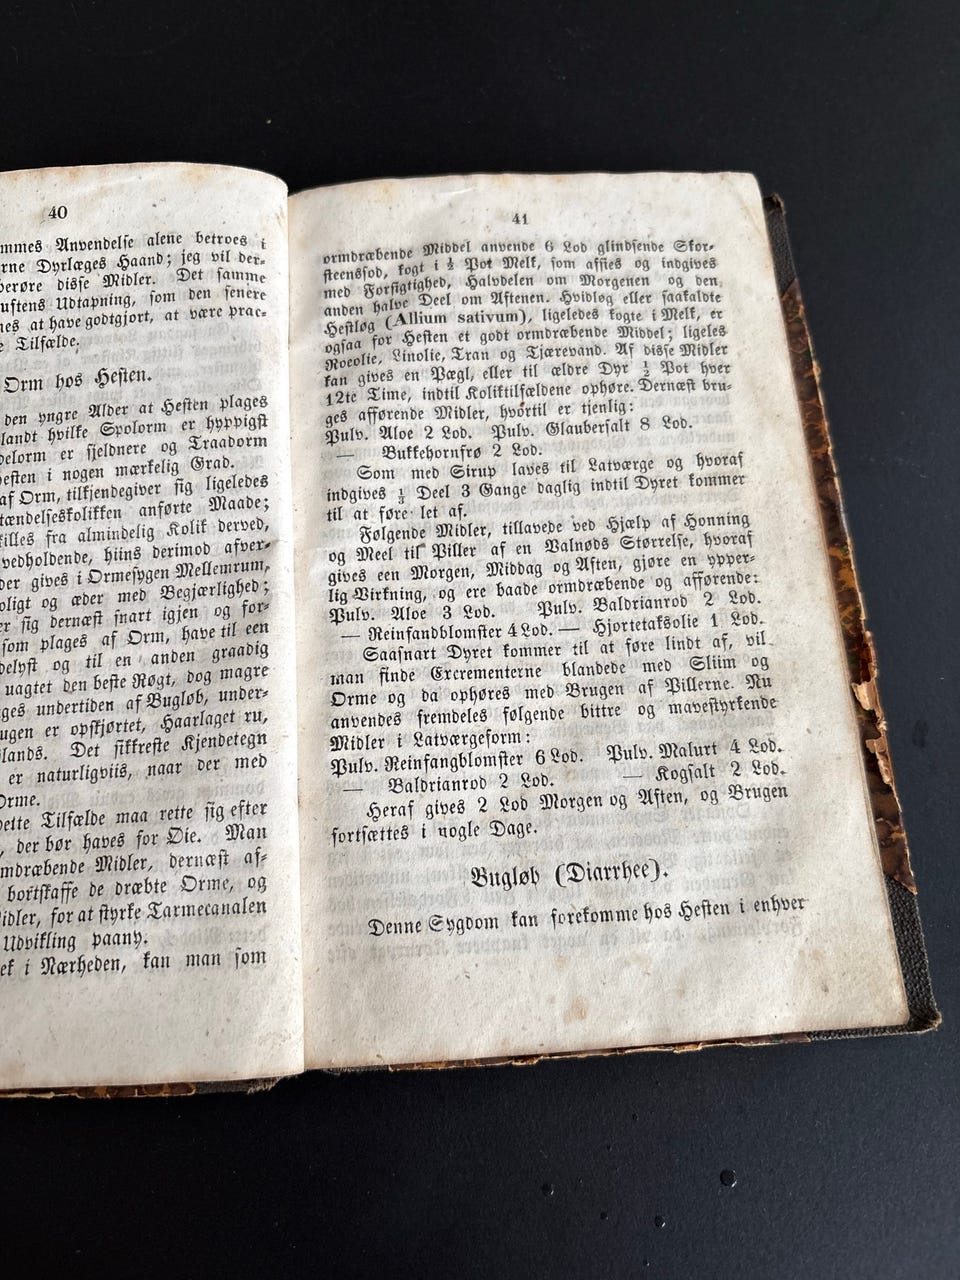 40
mmes Anvendelse alene betroes i
rne Dyrlæges Haand; jeg vil der-
berøre disse Midler. Det samme
uftens Udtapning, som den senere
nes at have godtgjort, at være prac-
e Tilfælde.
Orm hos Hesten.
den yngre Alder at Hesten plages
landt hvilke Spolorm er hyppigst
delorm er sjeldnere og Traadorm
esten i nogen mærkelig Grad.
af Orm, tilkjendegiver sig ligeledes
tændelseskolikken anførte Maade;
killes fra almindelig Kolik derved,
vedholdende, hiins derimod afver-
der gives i Ormesygen Mellemrum,
oligt og æder med Begjærlighed;
er sig dernæst snart igjen og for-
som plages af Orm, have til een
delyst og til en anden graadig
uagtet den beste Røgt, dog magre
ges undertiden af Bugløb, under-
ugen er opskjørtet, Haarlaget ru,
lands. Det sikkreste Kjendetegn
er naturligviis, naar der med
Orme.
dette Tilfælde maa rette sig efter
, der bør haves for Øie. Man
mdræbende Midler, dernæst af-
bortskaffe de dræbte Orme, og
idler, for at styrke Tarmecanalen
Udvikling paany.
ek i Nærheden, kan man som
41
ormdræbende Middel anvende 6 Lod glindsende Skor-
steenssod, kogt i ½ Pot Melk, som afsies og indgives
med Forsigtighed, Halvdelen om Morgenen og den
anden halve Deel om Aftenen. Hvidløg eller saakaldte
Hestløg (Allium sativum), ligeledes kogte i Melk, er
ogsaa for Hesten et godt ormdræbende Middel; ligeles
Roeolie, Linolie, Tran og Tjærevand. Af disse Midler
kan gives en Pægl, eller til ældre Dyr ½ Pot hver
12te Time, indtil Koliktilfældene ophøre. Dernæst bru-
ges afførende Midler, hvortil er tjenlig:
Pulv. Aloe 2 Lod. Pulv. Glaubersalt 8 Lod.
— Bukkehornfrø 2 Lod.
Som med Sirup laves til Latværge og hvoraf
indgives ⅓ Deel 3 Gange daglig indtil Dyret kommer
til at føre let af.
Følgende Midler, tillavede ved Hjælp af Honning
og Meel til Piller af en Valnøds Størrelse, hvoraf
gives een Morgen, Middag og Aften, gjøre en ypper-
lig Virkning, og ere baade ormdræbende og afførende:
Pulv. Aloe 3 Lod. Pulv. Baldrianrod 2 Lod.
— Reinfandblomster 4 Lod. — Hjortetaksolie 1 Lod.
Saasnart Dyret kommer til at føre lindt af, vil
man finde Excrementerne blandede med Sliim og
Orme og da ophøres med Brugen af Pillerne. Nu
anvendes fremdeles følgende bittre og mavestyrkende
Midler i Latværgeform:
Pulv. Reinfangblomster 6 Lod. Pulv. Malurt 4 Lod.
— Baldrianrod 2 Lod. — Kogsalt 2 Lod.
Heraf gives 2 Lod Morgen og Aften, og Brugen
fortsættes i nogle Dage.
Bugløb (Diarrhee).
Denne Sygdom kan forekomme hos Hesten i enhver